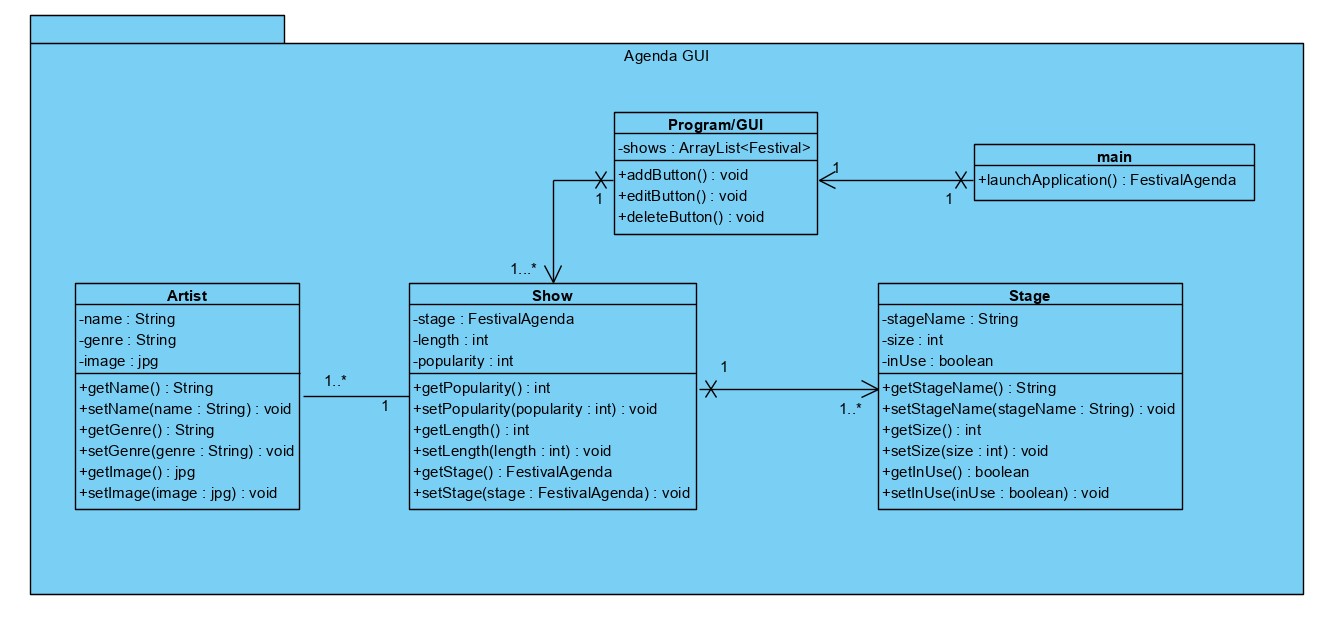 Agenda GUI
Program/GUI
-shows : ArrayList<Festival>
+addButton() : void
+editButton() : void
+deleteButton() : void
main
+launchApplication() : FestivalAgenda
1
1
1
1...*
Artist
-name : String
-genre : String
-image : jpg
+getName() : String
+setName(name : String) : void
+getGenre() : String
+setGenre(genre : String) : void
+getImage() : jpg
+setImage(image : jpg) : void
1..*
1
Show
-stage : FestivalAgenda
-length : int
-popularity : int
+getPopularity() : int
+setPopularity(popularity : int) : void
+getLength() : int
+setLength(length : int) : void
+getStage() : FestivalAgenda
+setStage(stage : FestivalAgenda) : void
1
1..*
Stage
-stageName : String
-size : int
-inUse : boolean
+getStageName() : String
+setStageName(stageName : String) : void
+getSize() : int
+setSize(size : int) : void
+getInUse() : boolean
+setInUse(inUse : boolean) : void